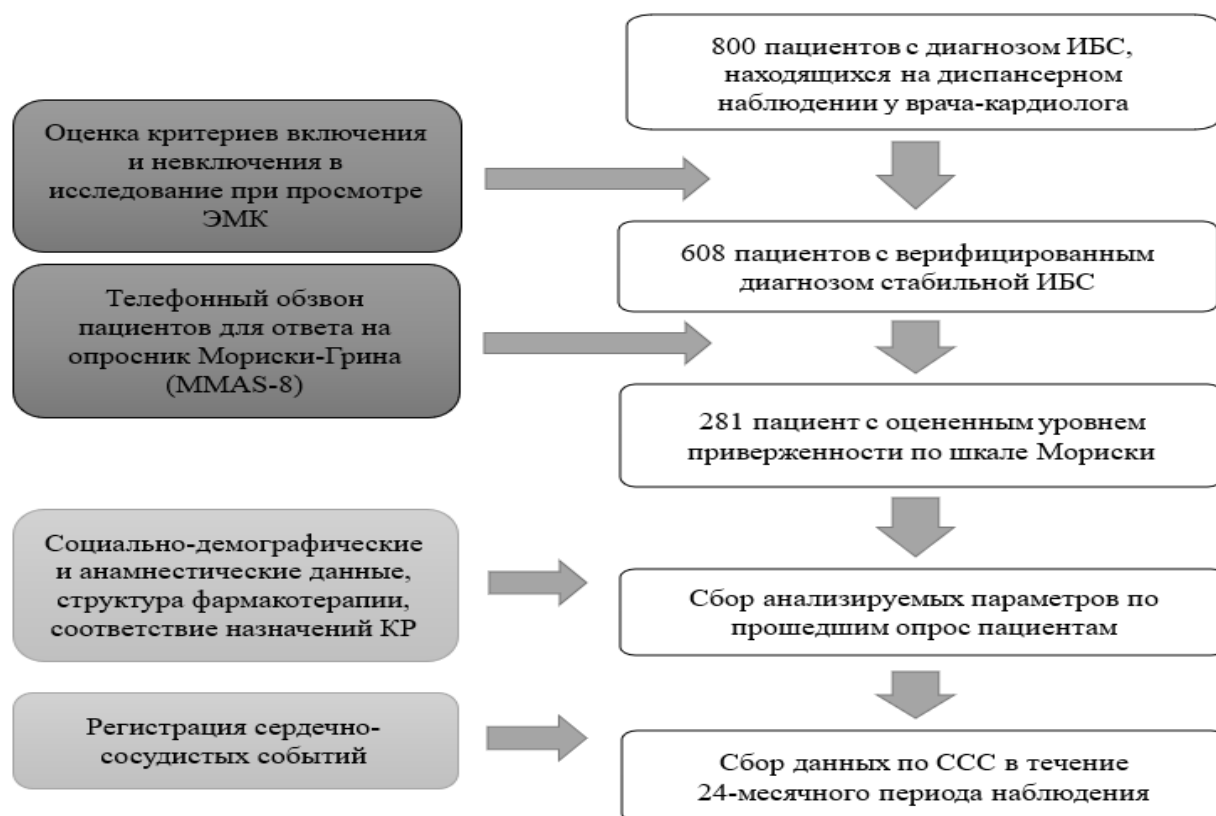 800 пациентов с диагнозом ИБС,
находящихся на диспансерном
наблюдении у врача-кардиолога
Оценка критериев включения
и невключения в
исследование при просмотре
ЭМК
608 пациентов с верифицированным
диагнозом стабильной ИБС
Телефонный обзвон
пациентов для ответа на
опросник Мориски-Грина
(MMAS-8)
281 пациент с оцененным уровнем
приверженности по шкале Мориски
Социально-демографические
и анамнестические данные,
структура фармакотерапии,
соответствие назначений КР
Сбор анализируемых параметров по
прошедшим опрос пациентам
Регистрация сердечно-
сосудистых событий
Сбор данных по ССС в течение
24-месячного периода наблюдения